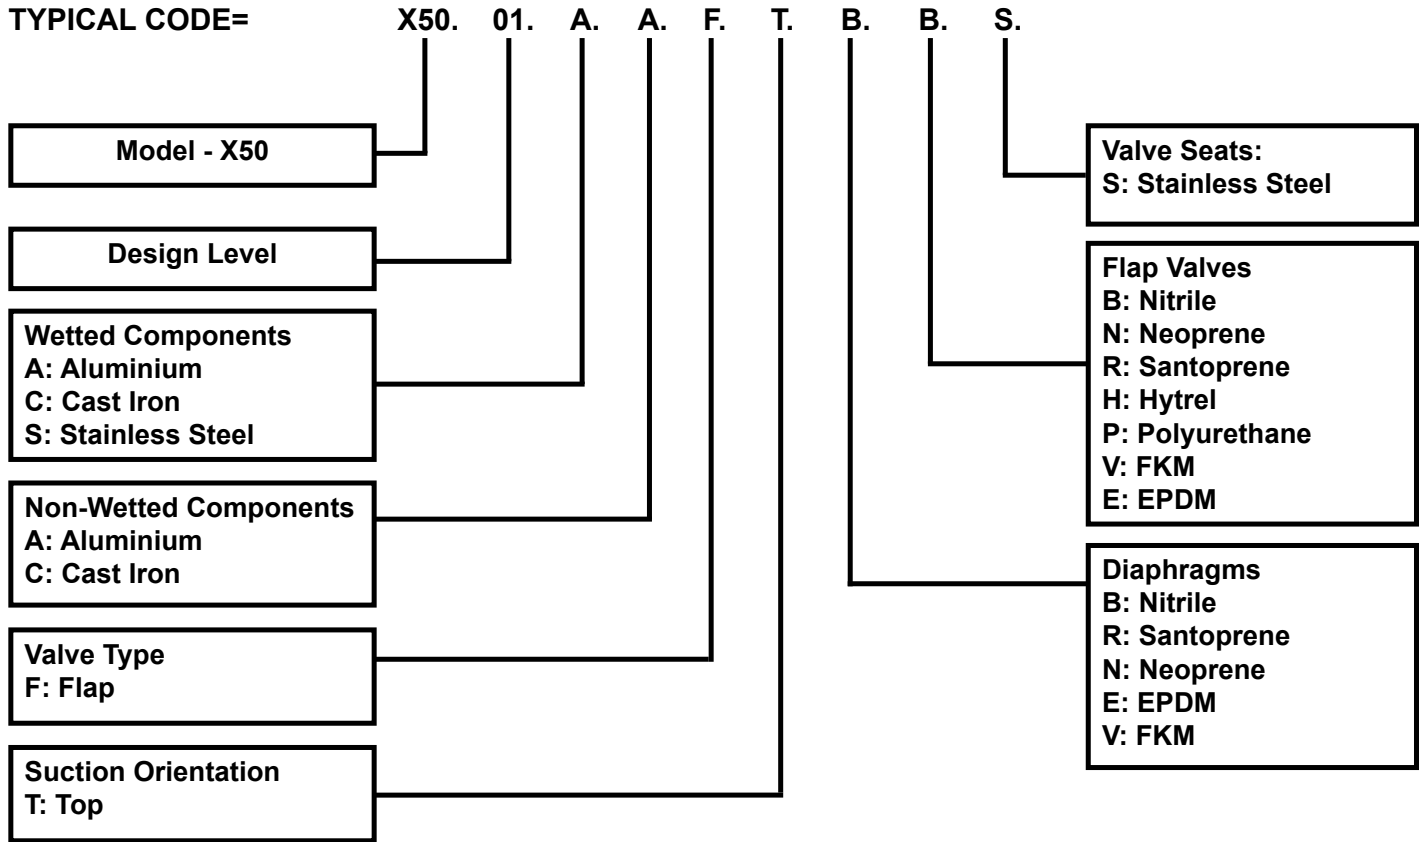 TYPICAL CODE= X50. 01. A. A. F. T. B. B. S.
Model - X50
Design Level
Wetted Components
A: Aluminium
C: Cast Iron
S: Stainless Steel
Non-Wetted Components
A: Aluminium
C: Cast Iron
Valve Type
F: Flap
Suction Orientation
T: Top
Valve Seats:
S: Stainless Steel
Flap Valves
B: Nitrile
N: Neoprene
R: Santoprene
H: Hytrel
P: Polyurethane
V: FKM
E: EPDM
Diaphragms
B: Nitrile
R: Santoprene
N: Neoprene
E: EPDM
V: FKM